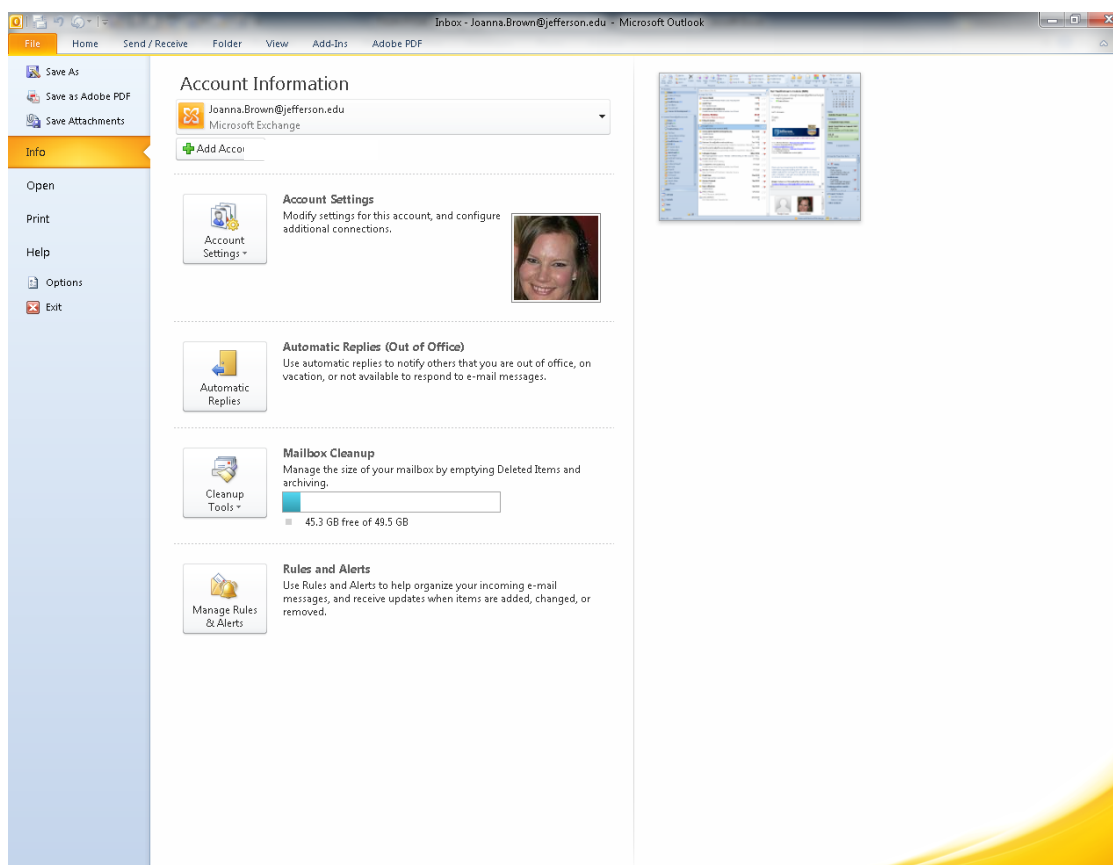 Inbox - Joanna.Brown@jefferson.edu - Microsoft Outlook
File Home Send / Receive Folder View Add-Ins Adobe PDF
Save As
Save as Adobe PDF
Save Attachments
Info
Open
Print
Help
Options
Exit
Account Information
Joanna.Brown@jefferson.edu
Microsoft Exchange
Add Accou
Account
Settings
Account Settings
Modify settings for this account, and configure
additional connections.
Automatic
Replies
Automatic Replies (Out of Office)
Use automatic replies to notify others that you are out of office, on
vacation, or not available to respond to e-mail messages.
Cleanup
Tools
Mailbox Cleanup
Manage the size of your mailbox by emptying Deleted Items and
archiving.
45.3 GB free of 49.5 GB
Manage Rules
& Alerts
Rules and Alerts
Use Rules and Alerts to help organize your incoming e-mail
messages, and receive updates when items are added, changed, or
removed.